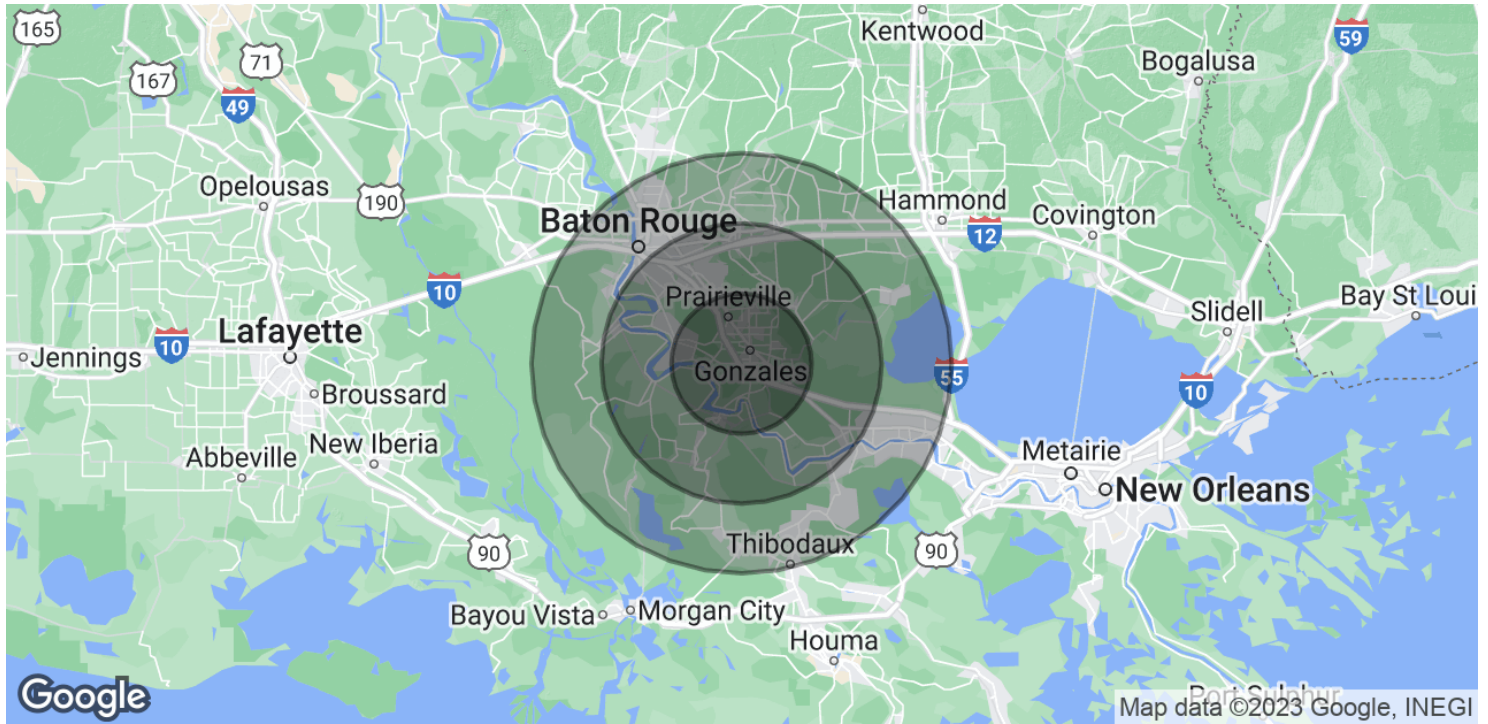 165
Kentwood
59
71
Bogalusa
167
49
Opelousas
190
Hammond
Baton Rouge
Covington
12
10
Prairieville
Bay St Loui
Slidell
Lafayette
10
Jennings
Gonzales
55
10
Broussard
New Iberia
Metairie
Abbeville
New Orleans
90
Thibodaux
90
Bayou Vista
Morgan City
Houma
Google
Port Sulphur
Map data ©2023 Google, INEGI